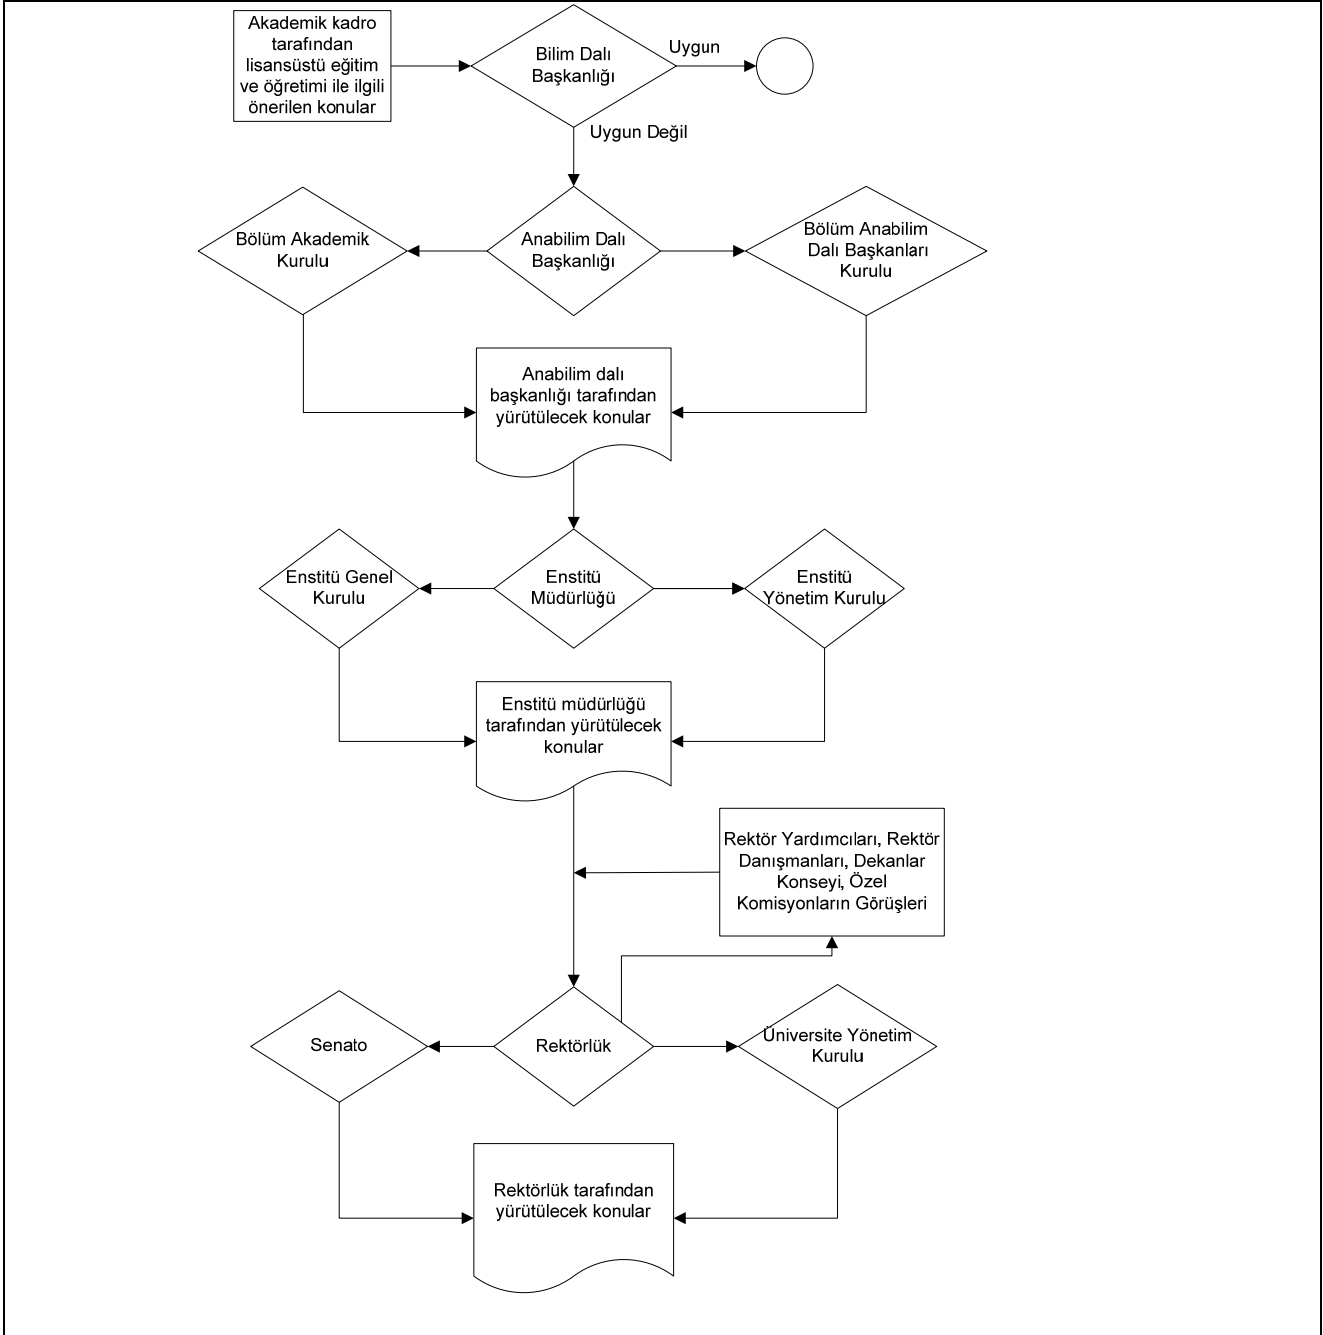 Akademik kadro
tarafından
lisansüstü eğitim
ve öğretimi ile ilgili
önerilen konular
Bilim Dalı
Başkanlığı
Uygun
Uygun Değil
Bölüm Akademik
Kurulu
Anabilim Dalı
Başkanlığı
Bölüm Anabilim
Dalı Başkanları
Kurulu
Anabilim dalı
başkanlığı tarafından
yürütülecek konular
Enstitü Genel
Kurulu
Enstitü
Müdürlüğü
Enstitü
Yönetim Kurulu
Enstitü müdürlüğü
tarafından yürütülecek
konular
Rektör Yardımcıları, Rektör
Danışmanları, Dekanlar
Konseyi, Özel
Komisyonların Görüşleri
Senato
Rektörlük
Üniversite Yönetim
Kurulu
Rektörlük tarafından
yürütülecek konular